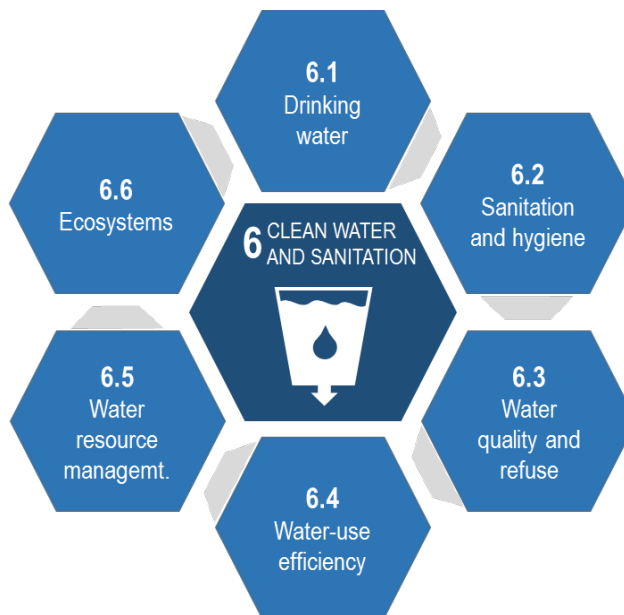 6.1
Drinking
water
6.2
Sanitation
and hygiene
6.3
Water
quality and
refuse
6.4
Water-use
efficiency
6.5
Water
resource
managemt.
6.6
Ecosystems
6 CLEAN WATER
AND SANITATION